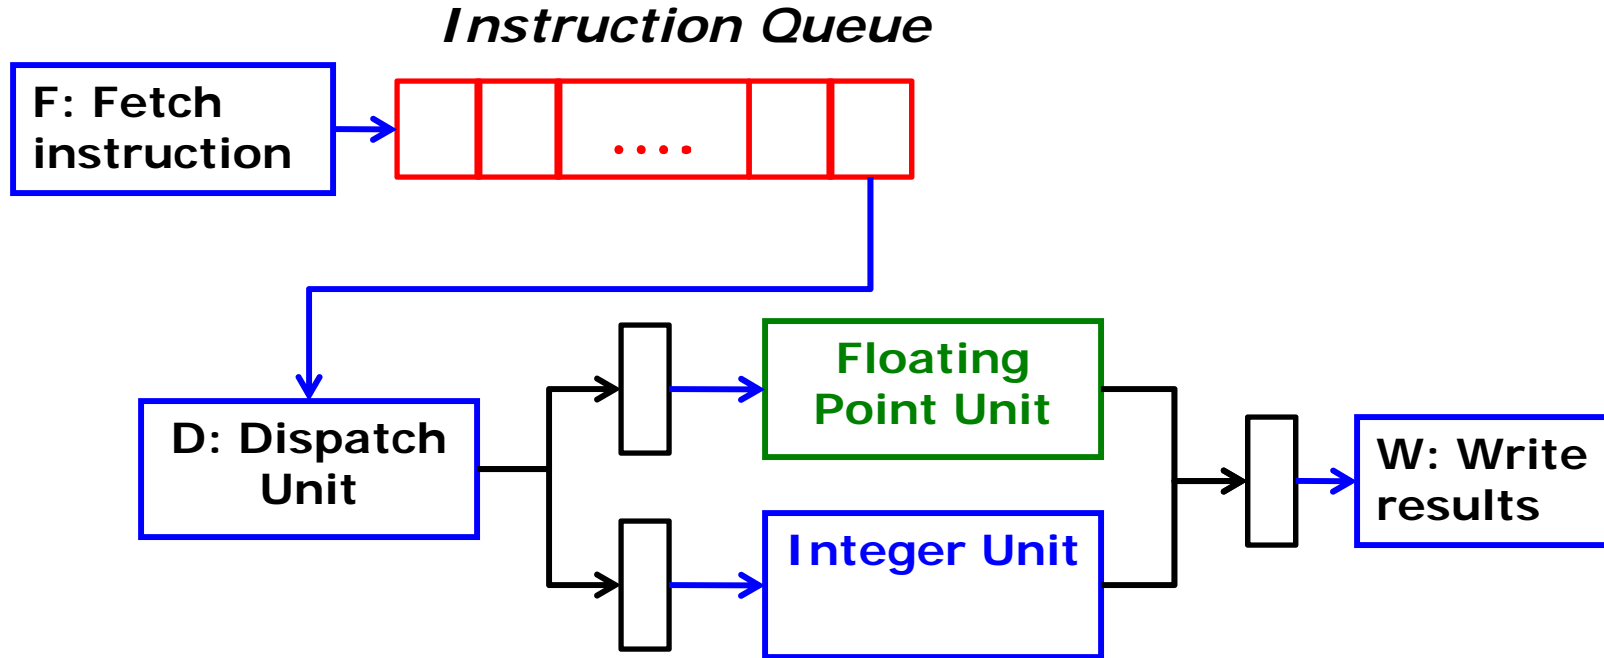 Instruction Queue
F: Fetch
instruction
....
D: Dispatch
Unit
Floating
Point Unit
Integer Unit
W: Write
results